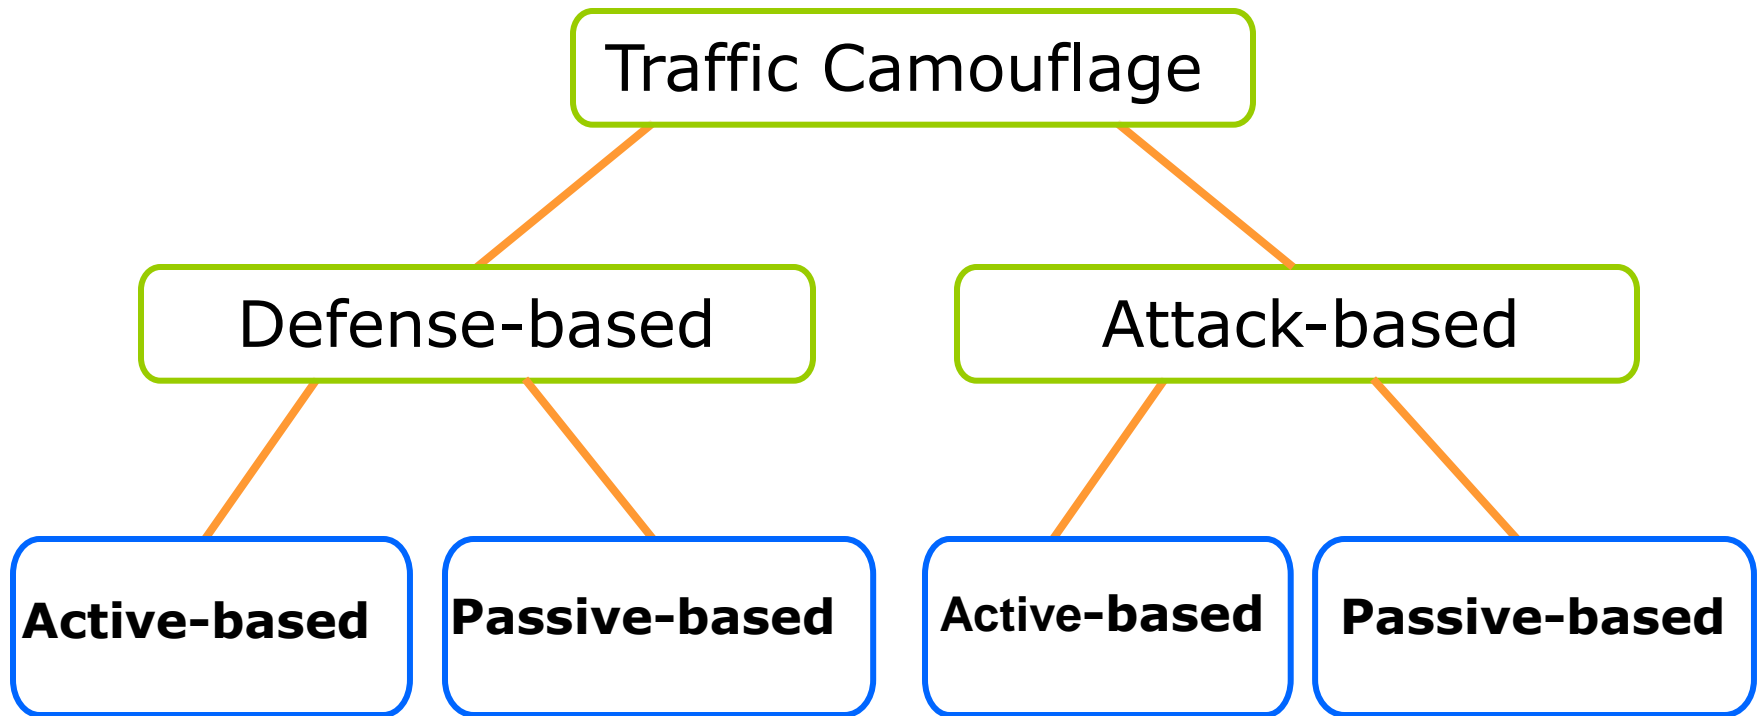 Traffic Camouflage
Defense-based
Attack-based
Active-based
Passive-based
Active-based
Passive-based